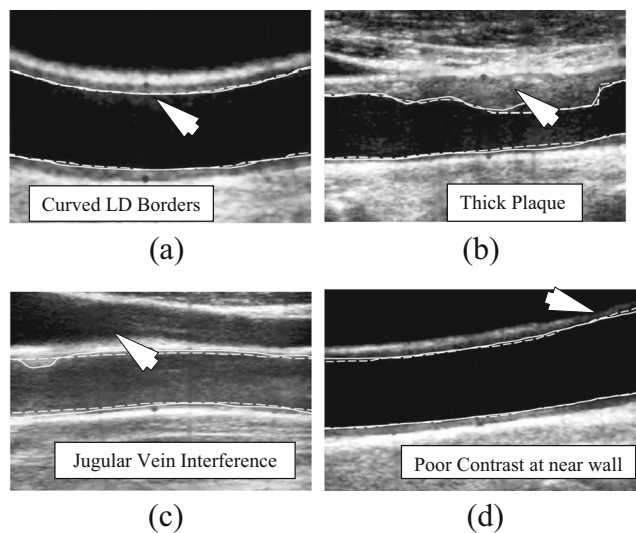 Curved LD Borders
(a)
Thick Plaque
(b)
Jugular Vein Interference
(c)
Poor Contrast at near wall
(d)